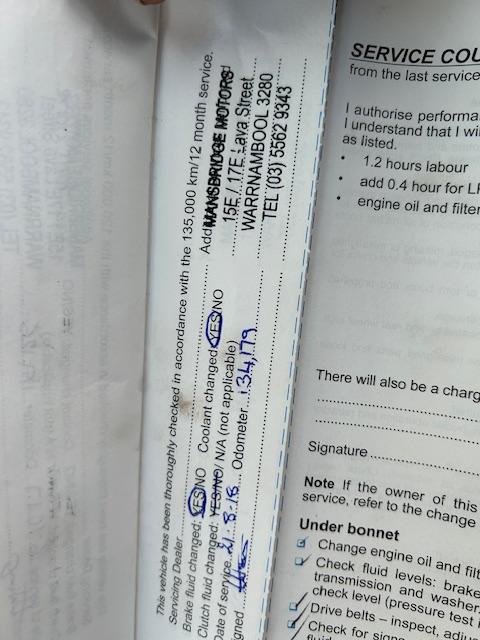 This vehicle has been thoroughly checked in accordance with the 135,000 km/12 month service.
Servicing Dealer
Brake fluid changed: YES/NO Coolant changed: YES/NO
Clutch fluid changed: YES/NO/ N/A (not applicable)
Date of service 21.8.18 Odometer 134,179
MANSBRIDGE MOTORS
15E / 17E Lava Street
WARRNAMBOOL 3280
TEL (03) 5562 9343
SERVICE COU
from the last service
I authorise performa
I understand that I wil
as listed.
• 1.2 hours labour
• add 0.4 hour for LP
• engine oil and filter
There will also be a charg
Signature
Note If the owner of this
service, refer to the change
Under bonnet
Change engine oil and filt
Check fluid levels: brake
transmission and washer
check level (pressure test i
Drive belts – inspect, adju
Check for signs